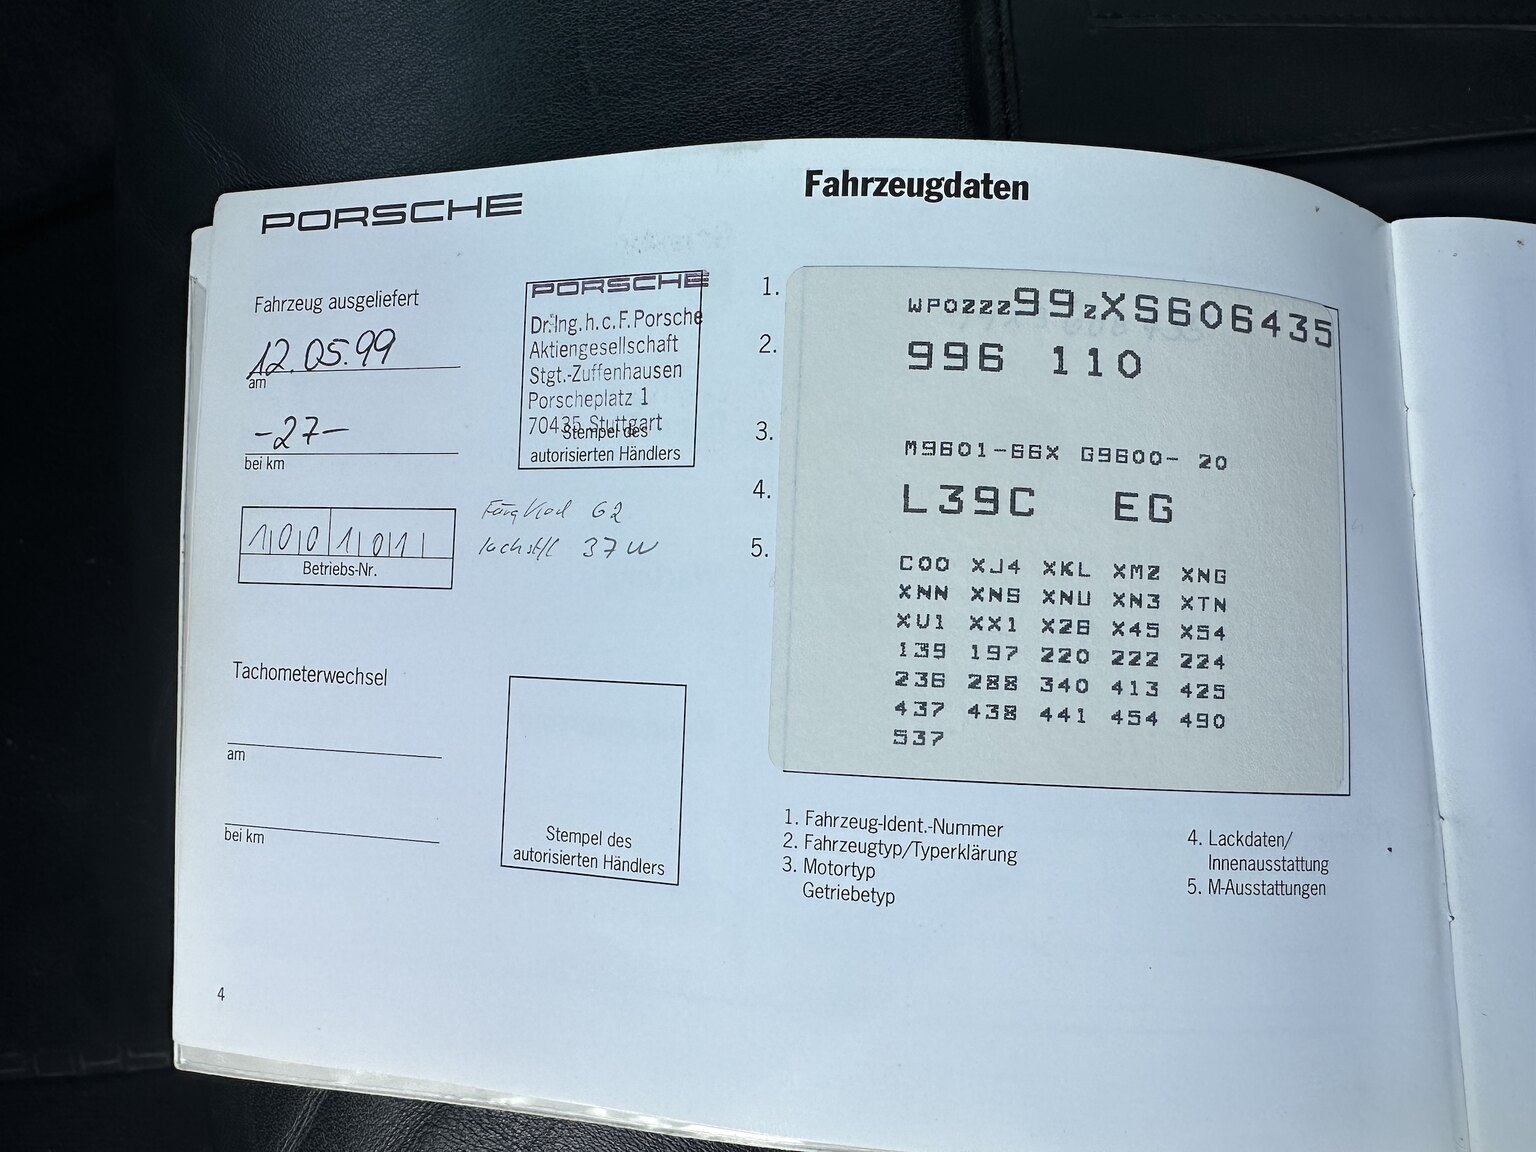 PORSCHE
Fahrzeug ausgeliefert
12.05.99
am
-27-
bei km
100 101
Betriebs-Nr.
PORSCHE
Dr.Ing.h.c.F.Porsche
Aktiengesellschaft
Stgt.-Zuffenhausen
Porscheplatz 1
70435 Stuttgart
Stempel des
autorisierten Händlers
G2
37W
Tachometerwechsel
am
bei km
Stempel des
autorisierten Händlers
4
Fahrzeugdaten
1. WP0ZZZ99ZXS606435
2. 996 110
3. M9601-66X G9600- 20
4. L39C EG
5. C00 XJ4 XKL XMZ XNG
XNN XNS XNU XN3 XTN
XU1 XX1 X26 X45 X54
139 197 220 222 224
236 288 340 413 425
437 438 441 454 490
537
1. Fahrzeug-Ident.-Nummer
2. Fahrzeugtyp/Typerklärung
3. Motortyp
Getriebetyp
4. Lackdaten/
Innenausstattung
5. M-Ausstattungen